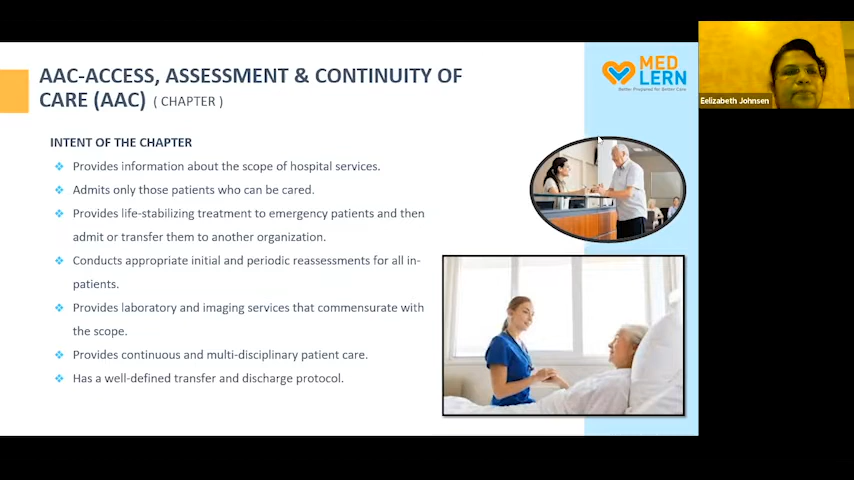 AAC-ACCESS, ASSESSMENT & CONTINUITY OF
CARE (AAC) ( CHAPTER )
INTENT OF THE CHAPTER
Provides information about the scope of hospital services.
Admits only those patients who can be cared.
Provides life-stabilizing treatment to emergency patients and then
admit or transfer them to another organization.
Conducts appropriate initial and periodic reassessments for all in-
patients.
Provides laboratory and imaging services that commensurate with
the scope.
Provides continuous and multi-disciplinary patient care.
Has a well-defined transfer and discharge protocol.
MED
LERN
Better Prepared for Better Care
Eelizabeth Johnsen